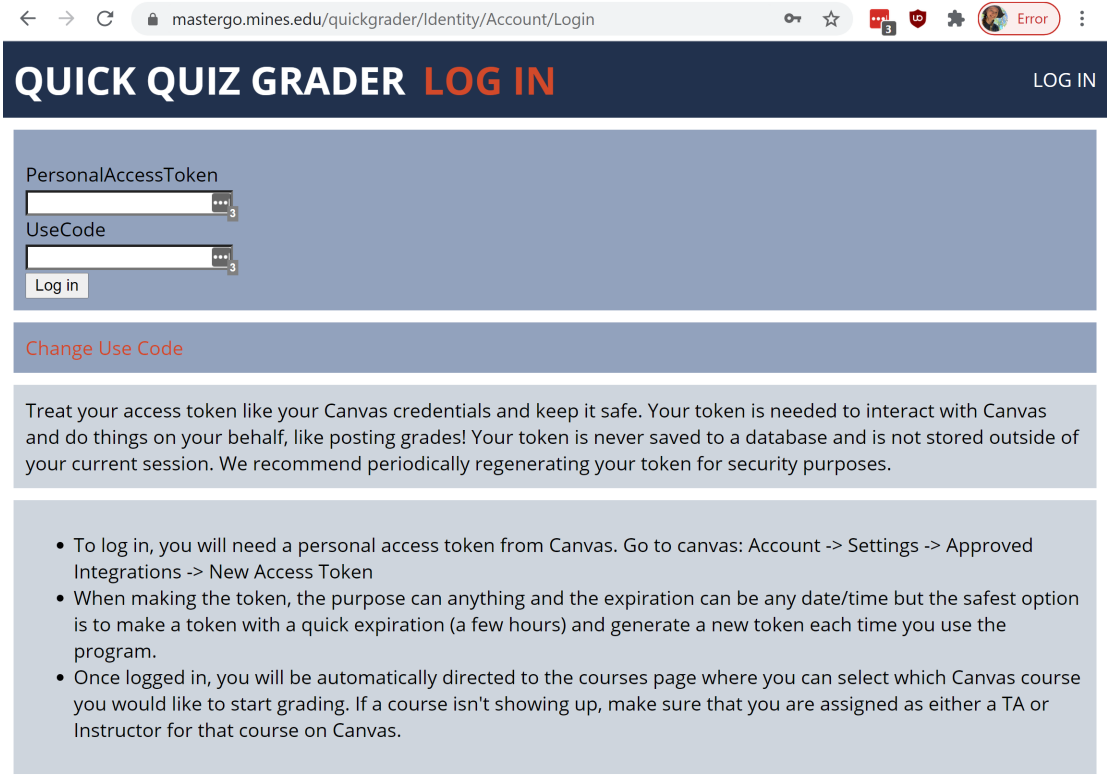 mastergo.mines.edu/quickgrader/Identity/Account/Login
3
Error
QUICK QUIZ GRADER LOG IN
LOG IN
PersonalAccessToken
3
UseCode
3
Log in
Change Use Code
Treat your access token like your Canvas credentials and keep it safe. Your token is needed to interact with Canvas
and do things on your behalf, like posting grades! Your token is never saved to a database and is not stored outside of
your current session. We recommend periodically regenerating your token for security purposes.
• To log in, you will need a personal access token from Canvas. Go to canvas: Account -> Settings -> Approved
Integrations -> New Access Token
• When making the token, the purpose can anything and the expiration can be any date/time but the safest option
is to make a token with a quick expiration (a few hours) and generate a new token each time you use the
program.
• Once logged in, you will be automatically directed to the courses page where you can select which Canvas course
you would like to start grading. If a course isn't showing up, make sure that you are assigned as either a TA or
Instructor for that course on Canvas.